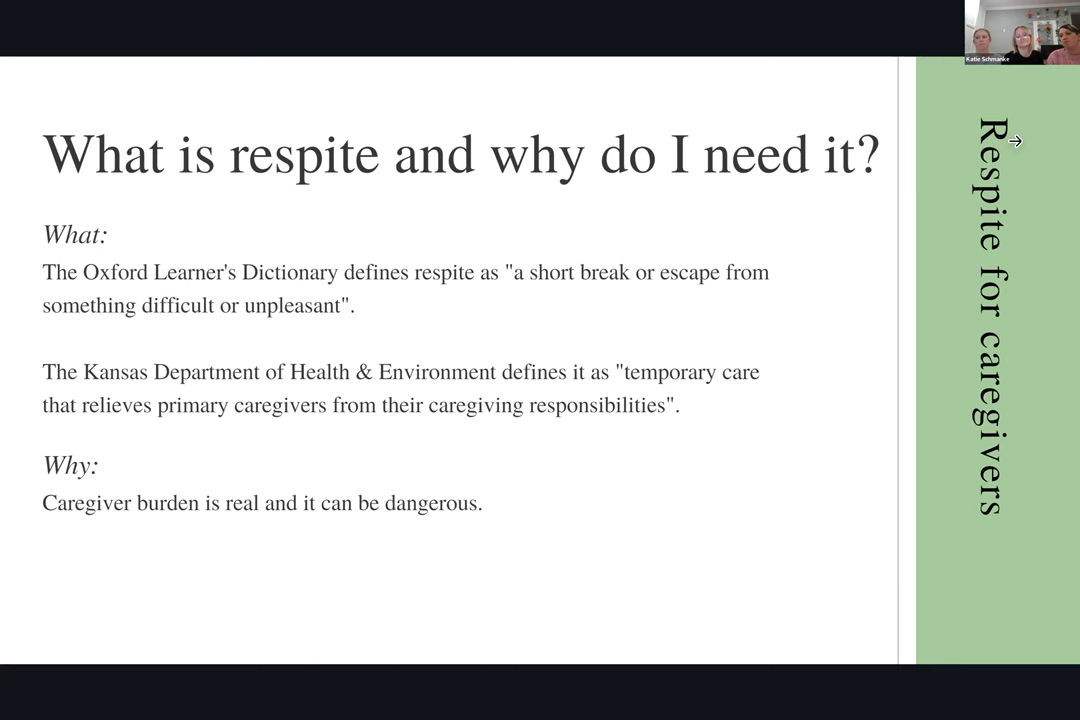 Katie Schmanke
What is respite and why do I need it?
What:
The Oxford Learner's Dictionary defines respite as "a short break or escape from
something difficult or unpleasant".
The Kansas Department of Health & Environment defines it as "temporary care
that relieves primary caregivers from their caregiving responsibilities".
Why:
Caregiver burden is real and it can be dangerous.
Respite for caregivers